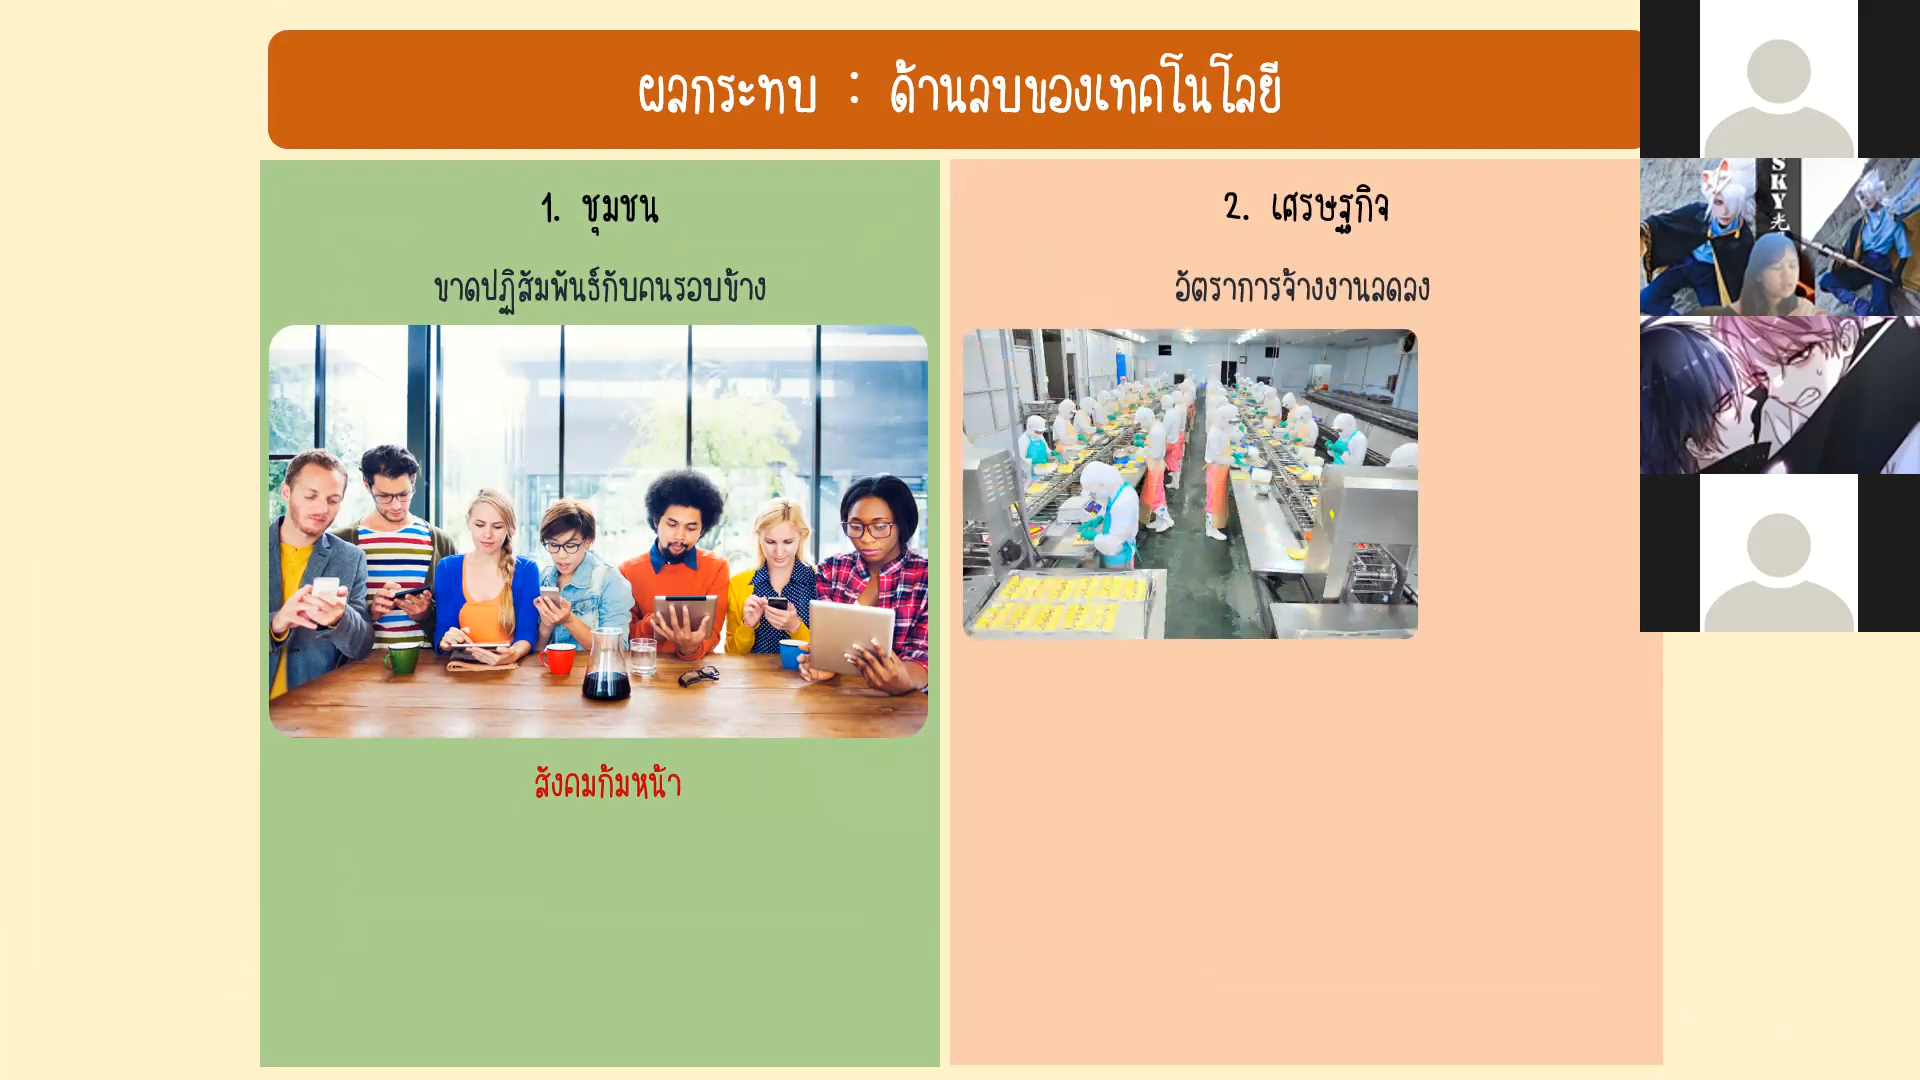 ผลกระทบ : ด้านลบของเทคโนโลยี
1. ชุมชน
ขาดปฏิสัมพันธ์กับคนรอบข้าง
สังคมก้มหน้า
2. เศรษฐกิจ
อัตราการจ้างงานลดลง
SKY光